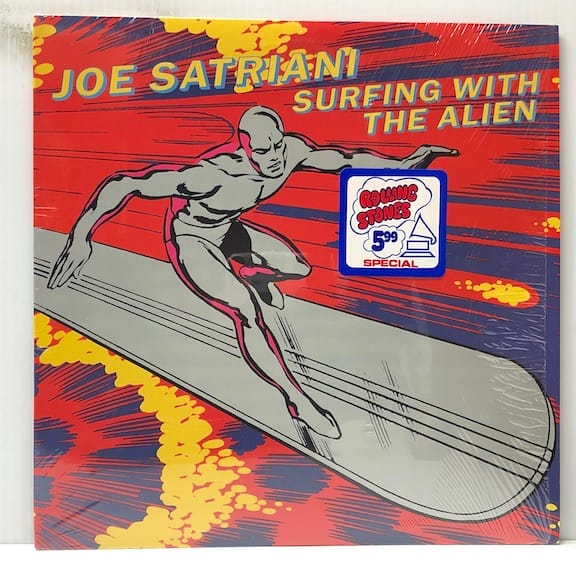 JOE SATRIANI
SURFING WITH
THE ALIEN
ROLLING
STONES
5.99
SPECIAL